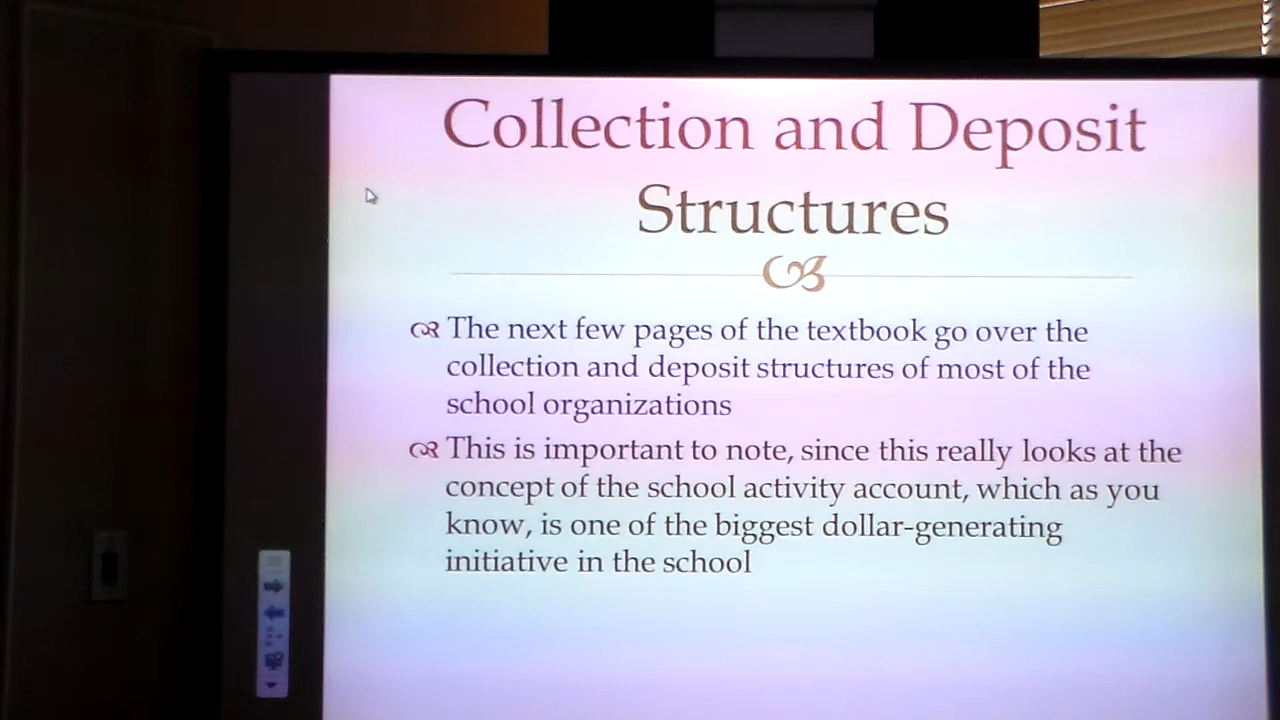 Collection and Deposit
Structures
The next few pages of the textbook go over the
collection and deposit structures of most of the
school organizations
This is important to note, since this really looks at the
concept of the school activity account, which as you
know, is one of the biggest dollar-generating
initiative in the school